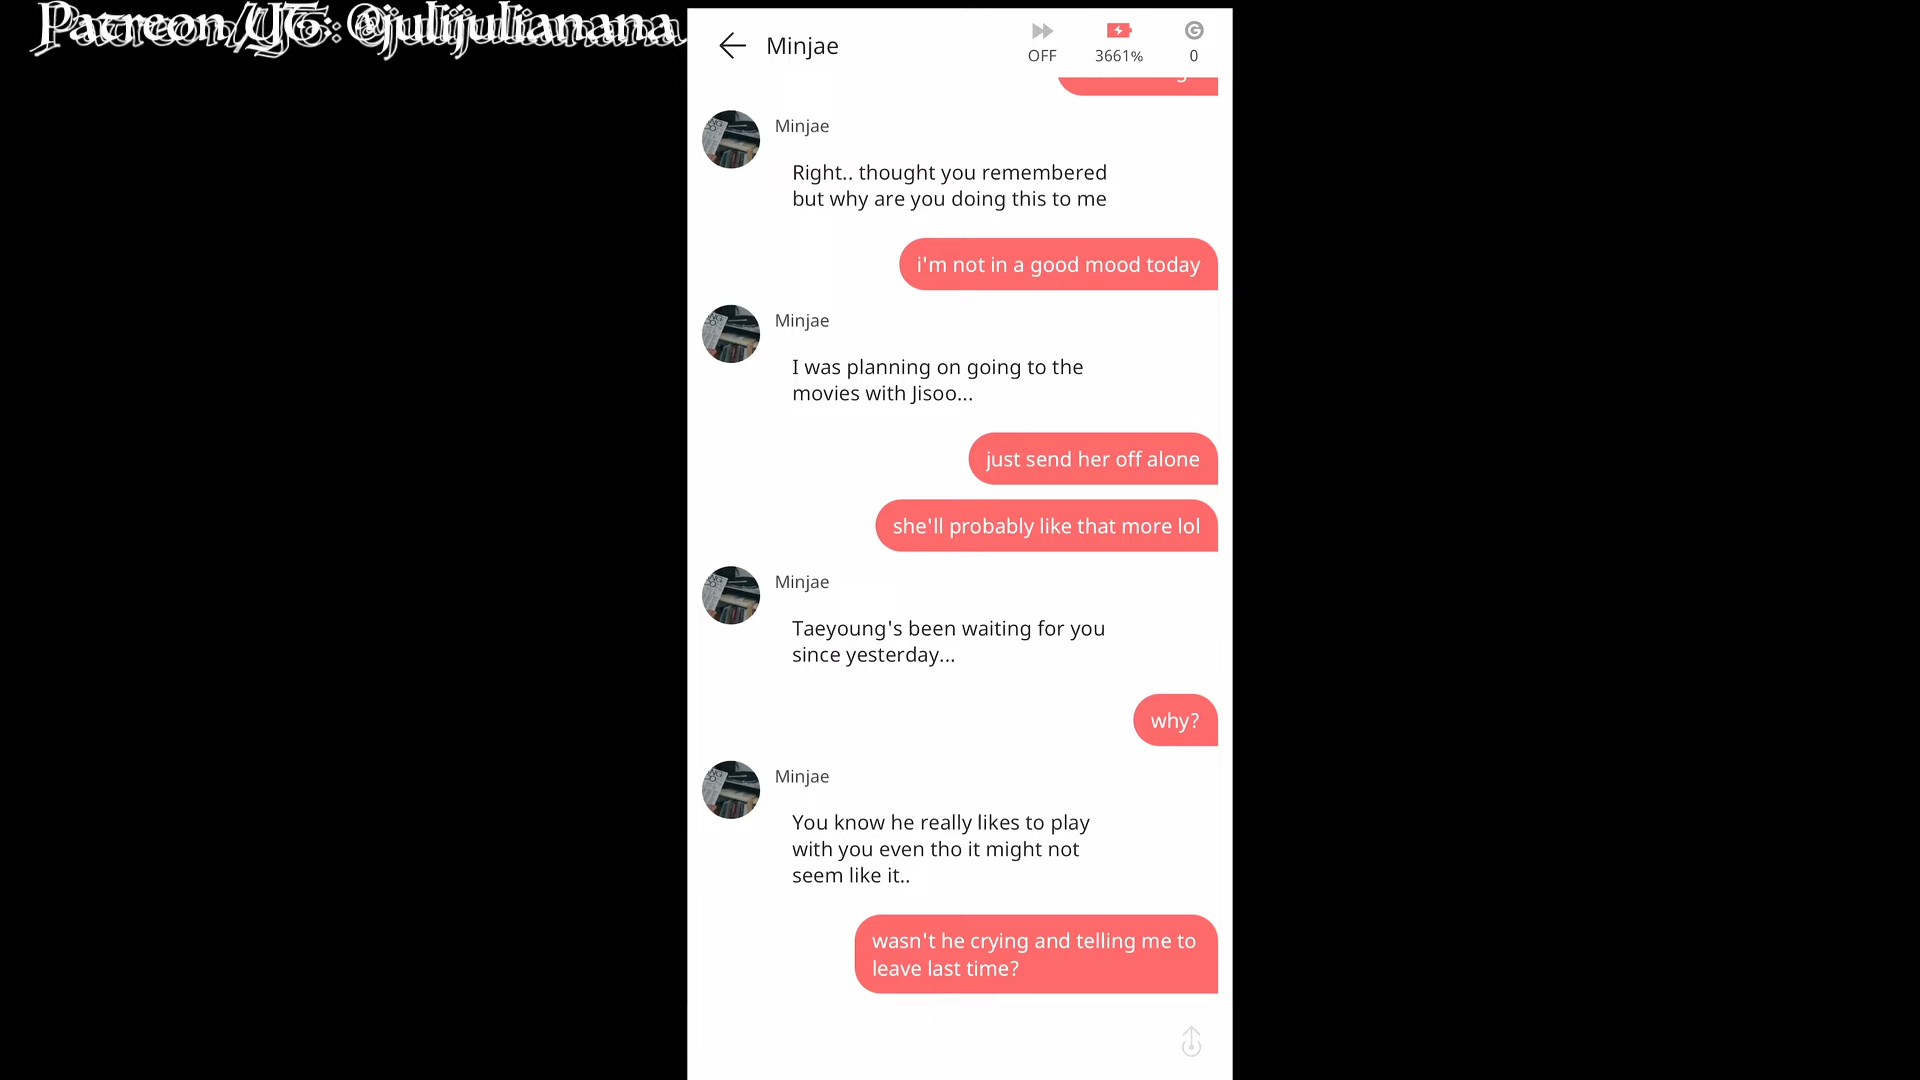 Patreon/YT: @julijulianana
Minjae
OFF
3661%
0
Minjae
Right.. thought you remembered
but why are you doing this to me
i'm not in a good mood today
Minjae
I was planning on going to the
movies with Jisoo...
just send her off alone
she'll probably like that more lol
Minjae
Taeyoung's been waiting for you
since yesterday...
why?
Minjae
You know he really likes to play
with you even tho it might not
seem like it..
wasn't he crying and telling me to
leave last time?